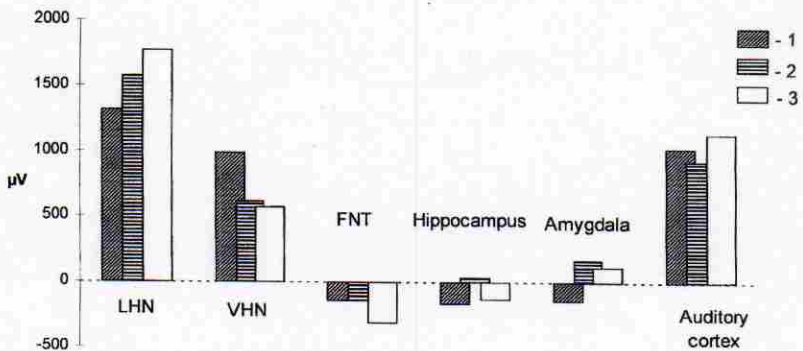 2000
- 1
- 2
1500
- 3
1000
µV
500
FNT
Hippocampus
Amygdala
0
LHN
VHN
Auditory
cortex
-500